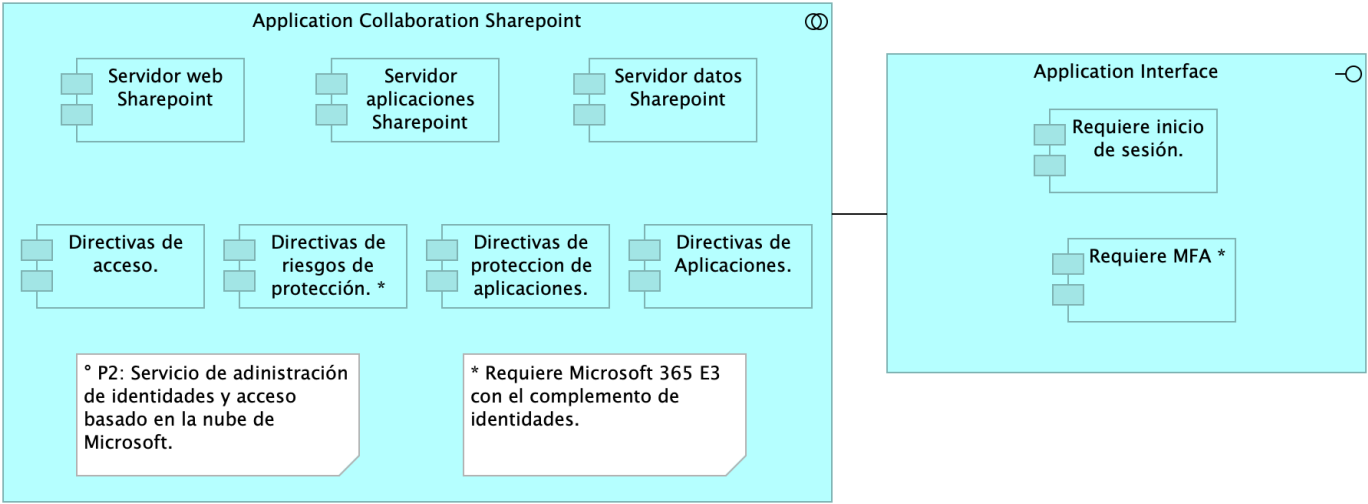 Application Collaboration Sharepoint
Servidor web
Sharepoint
Servidor
aplicaciones
Sharepoint
Servidor datos
Sharepoint
Directivas de
acceso.
Directivas de
riesgos de
protección. *
Directivas de
proteccion de
aplicaciones.
Directivas de
Aplicaciones.
° P2: Servicio de adinistración
de identidades y acceso
basado en la nube de
Microsoft.
* Requiere Microsoft 365 E3
con el complemento de
identidades.
Application Interface
Requiere inicio
de sesión.
Requiere MFA *